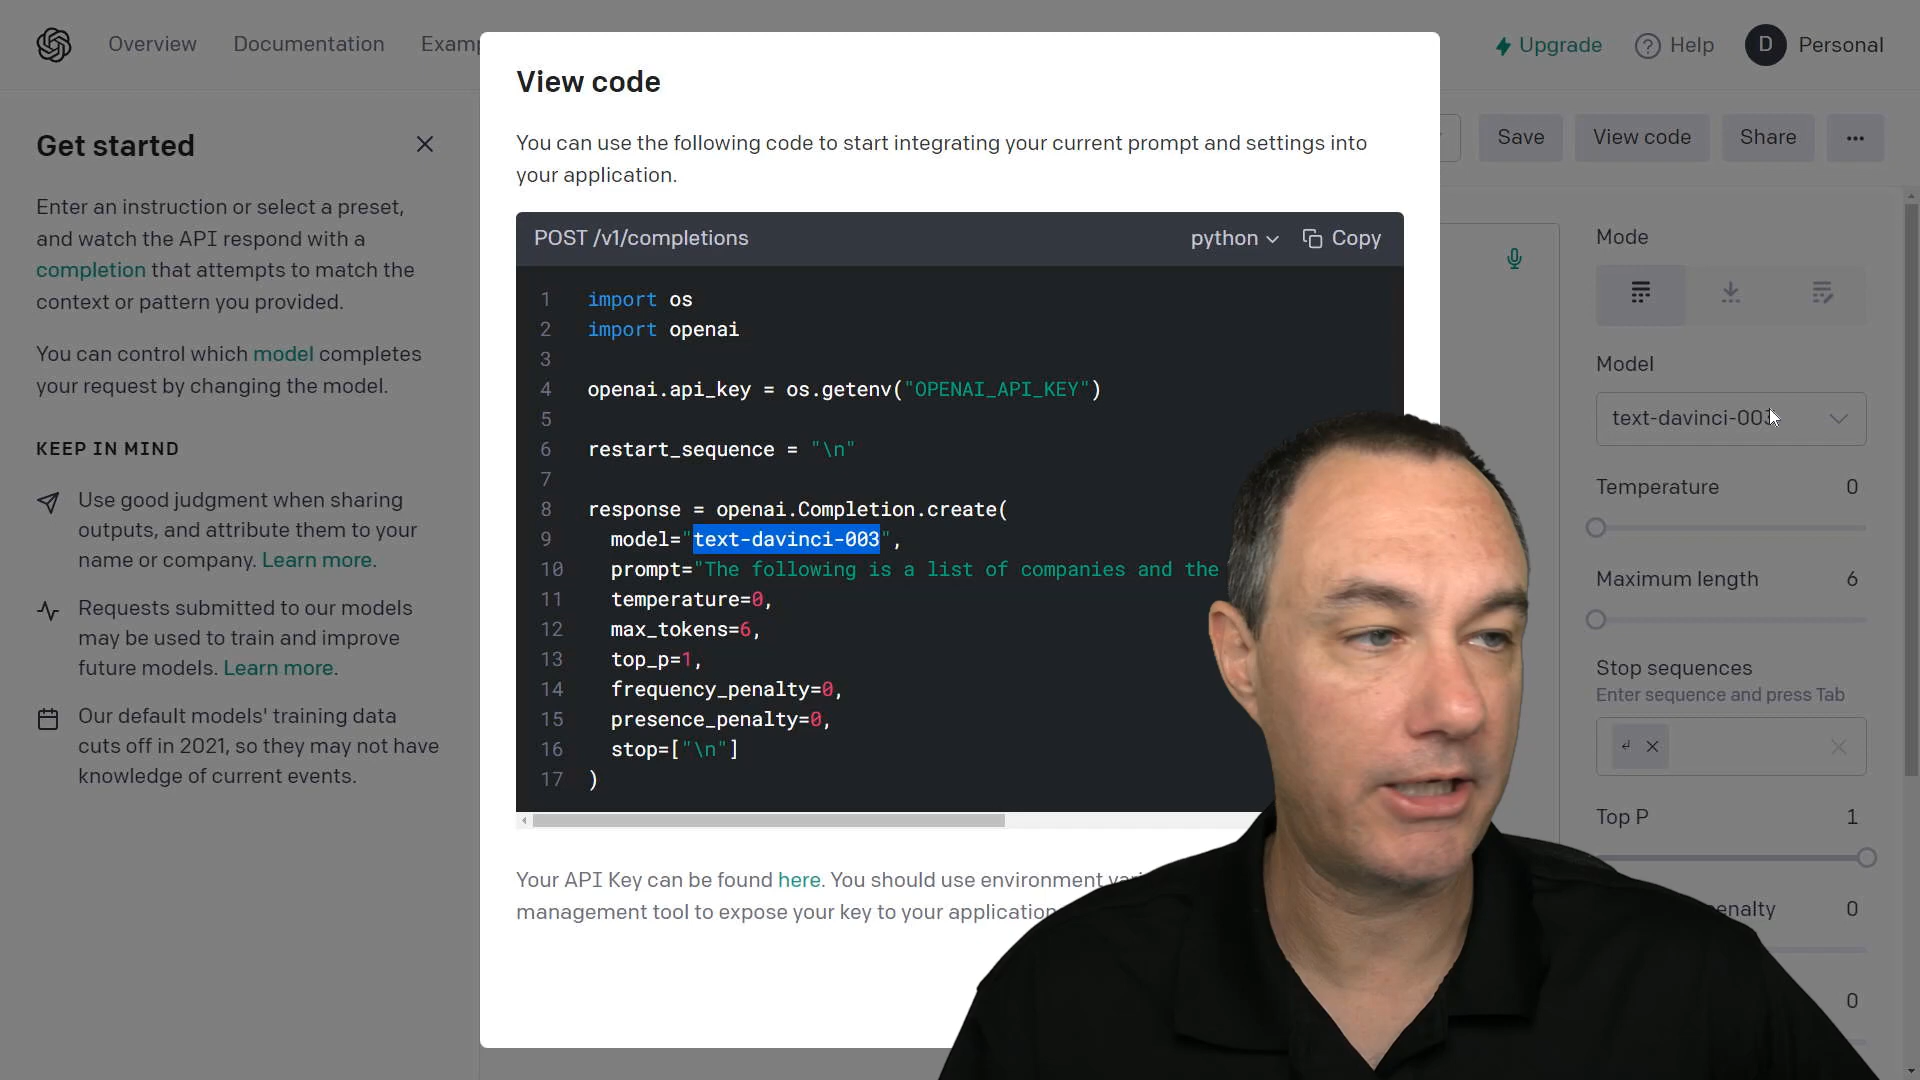 Overview
Documentation
Upgrade
Help
D
Personal
Get started
Enter an instruction or select a preset,
and watch the API respond with a
completion that attempts to match the
context or pattern you provided.
You can control which model completes
your request by changing the model.
KEEP IN MIND
Use good judgment when sharing
outputs, and attribute them to your
name or company. Learn more.
Requests submitted to our models
may be used to train and improve
future models. Learn more.
Our default models' training data
cuts off in 2021, so they may not have
knowledge of current events.
View code
You can use the following code to start integrating your current prompt and settings into
your application.
POST /v1/completions
python
Copy
1 import os
2 import openai
3
4 openai.api_key = os.getenv("OPENAI_API_KEY")
5
6 restart_sequence = "\n"
7
8 response = openai.Completion.create(
9 model="text-davinci-003",
10 prompt="The following is a list of companies and the
11 temperature=0,
12 max_tokens=6,
13 top_p=1,
14 frequency_penalty=0,
15 presence_penalty=0,
16 stop=["\n"]
17 )
Your API Key can be found here. You should use environment
management tool to expose your key to your application
Save
View code
Share
...
Mode
Model
text-davinci-003
Temperature 0
Maximum length 6
Stop sequences
Enter sequence and press Tab
↵ ×
Top P 1
0
0